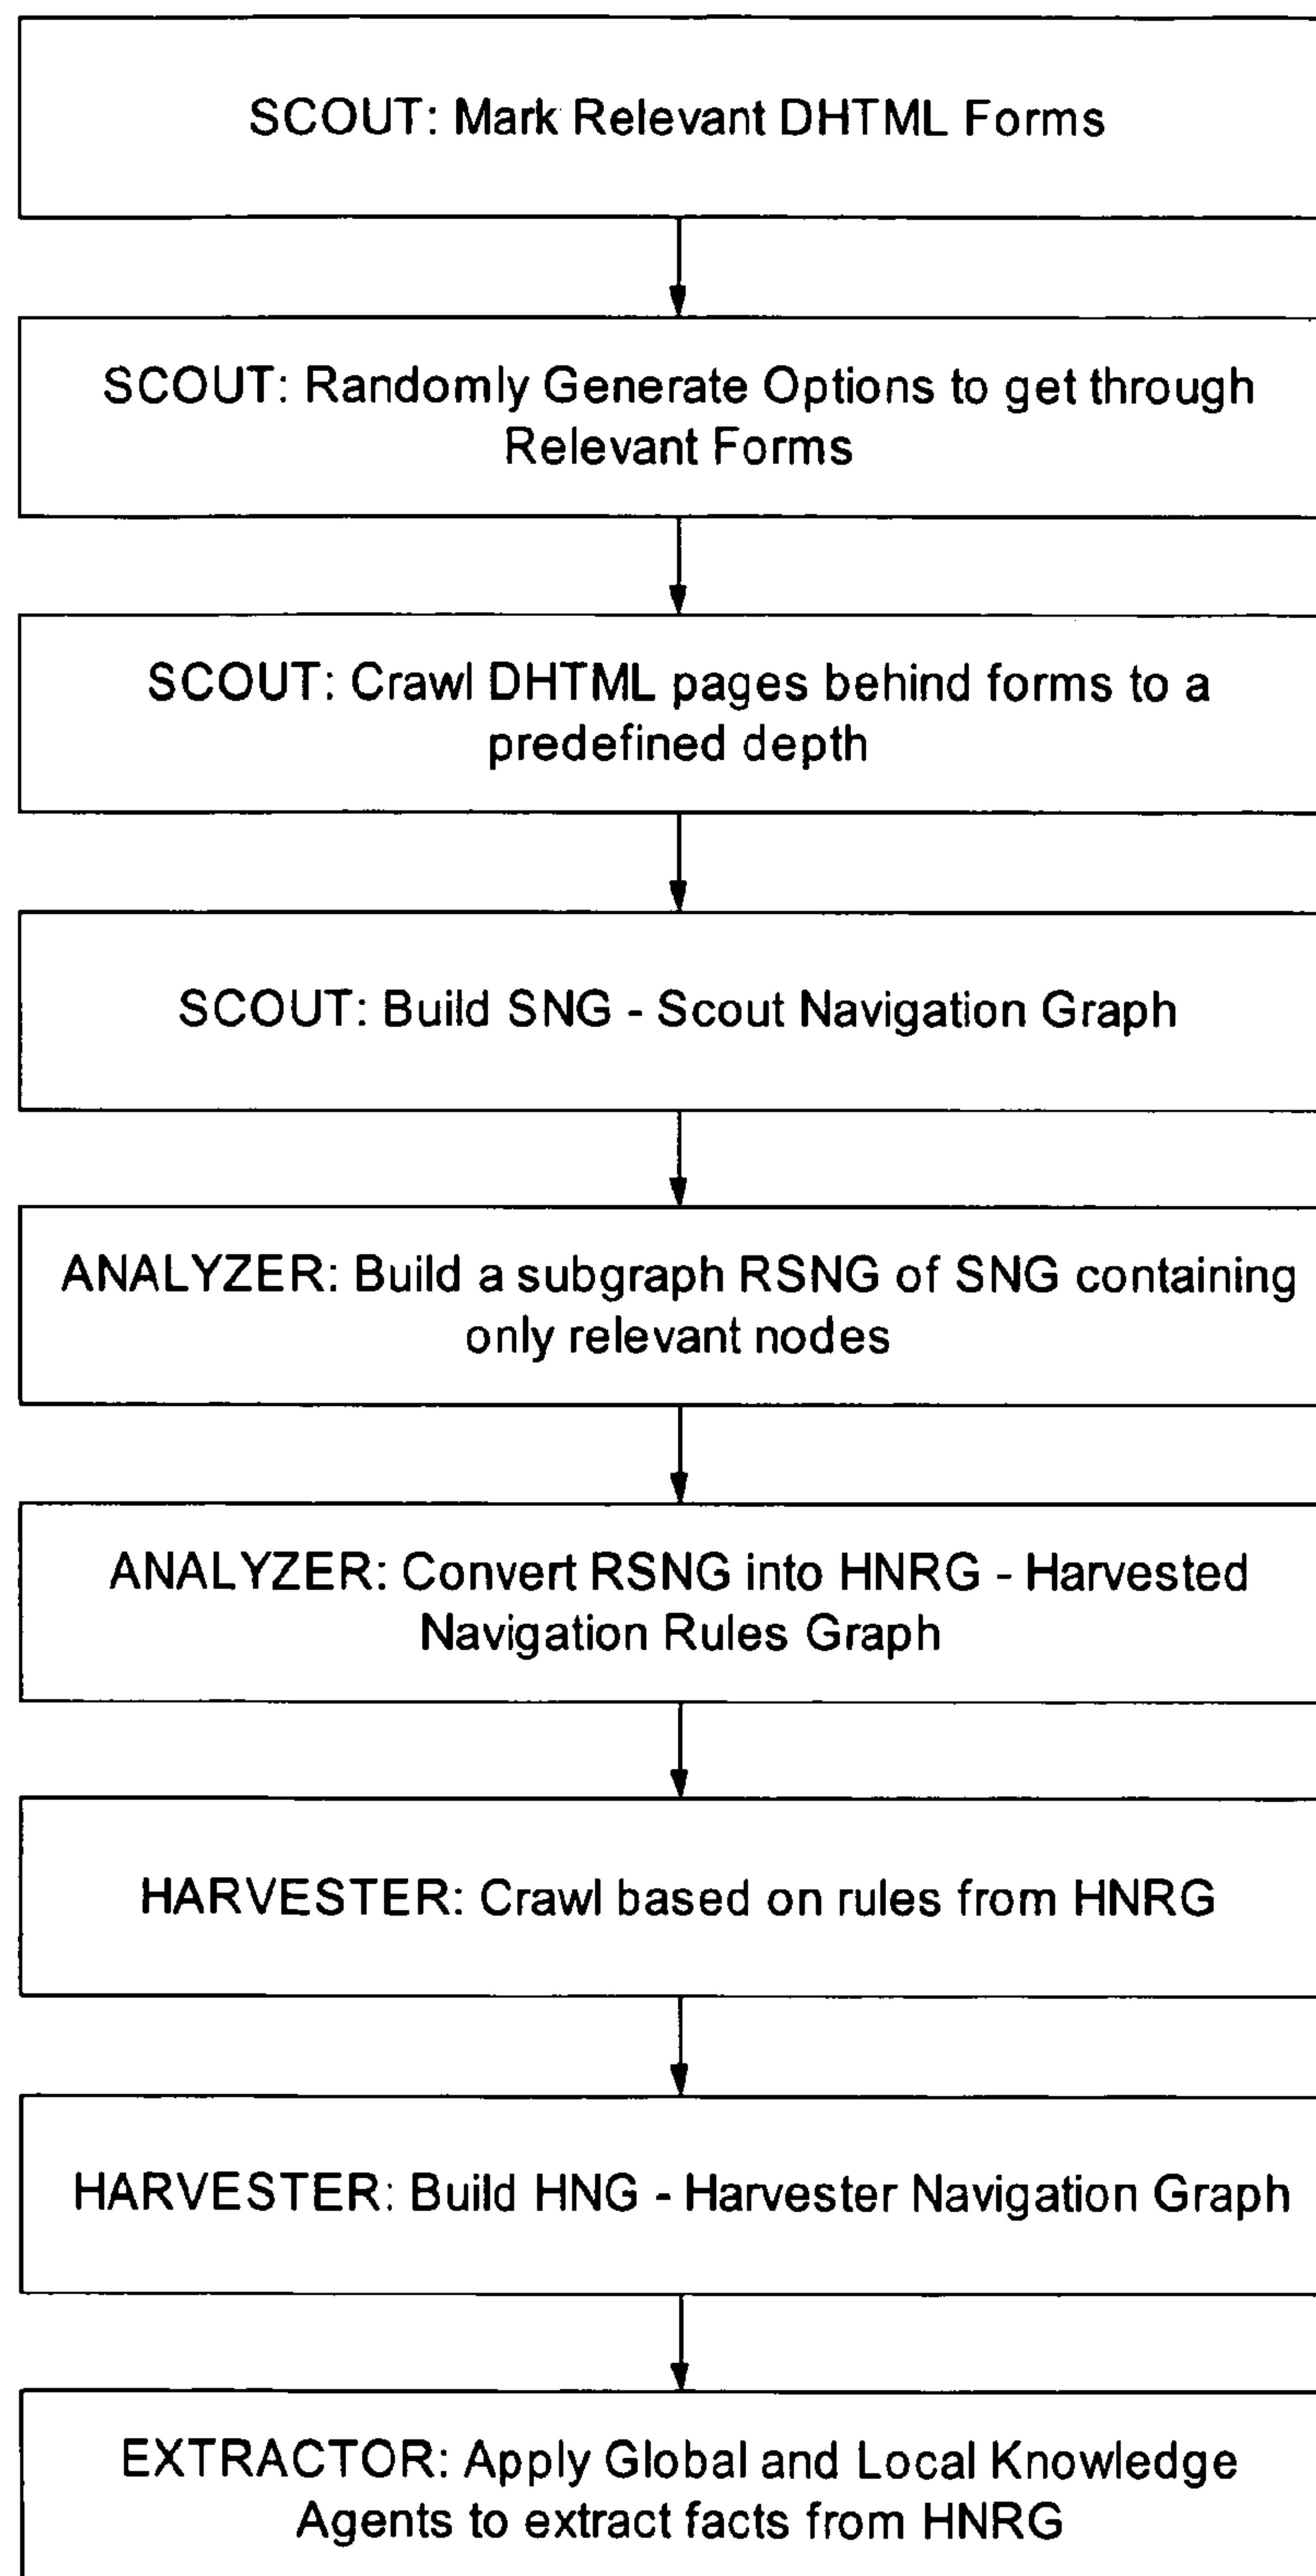 SCOUT: Mark Relevant DHTML Forms
SCOUT: Randomly Generate Options to get through
Relevant Forms
SCOUT: Crawl DHTML pages behind forms to a
predefined depth
SCOUT: Build SNG - Scout Navigation Graph
ANALYZER: Build a subgraph RSNG of SNG containing
only relevant nodes
ANALYZER: Convert RSNG into HNRG - Harvested
Navigation Rules Graph
HARVESTER: Crawl based on rules from HNRG
HARVESTER: Build HNG - Harvester Navigation Graph
EXTRACTOR: Apply Global and Local Knowledge
Agents to extract facts from HNRG